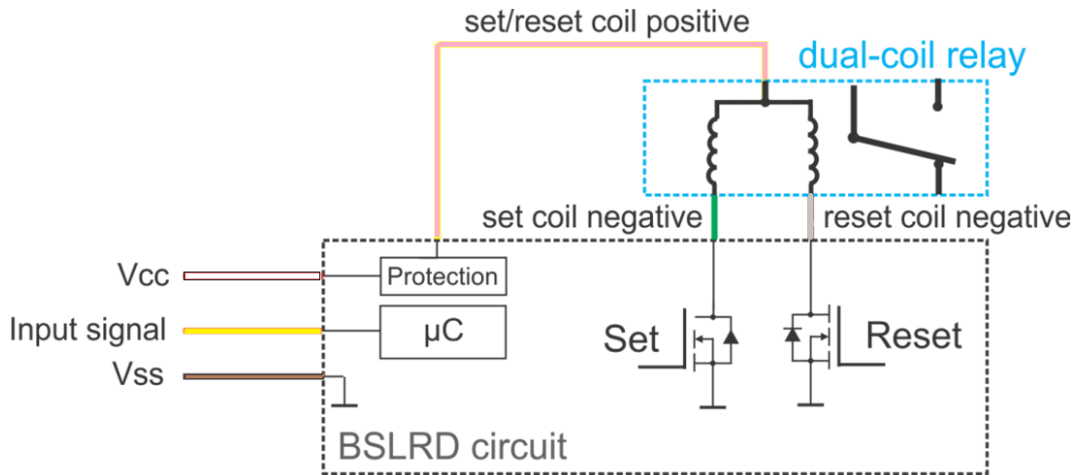 set/reset coil positive
dual-coil relay
set coil negative
reset coil negative
Vcc
Protection
Input signal
µC
Set
Reset
Vss
BSLRD circuit